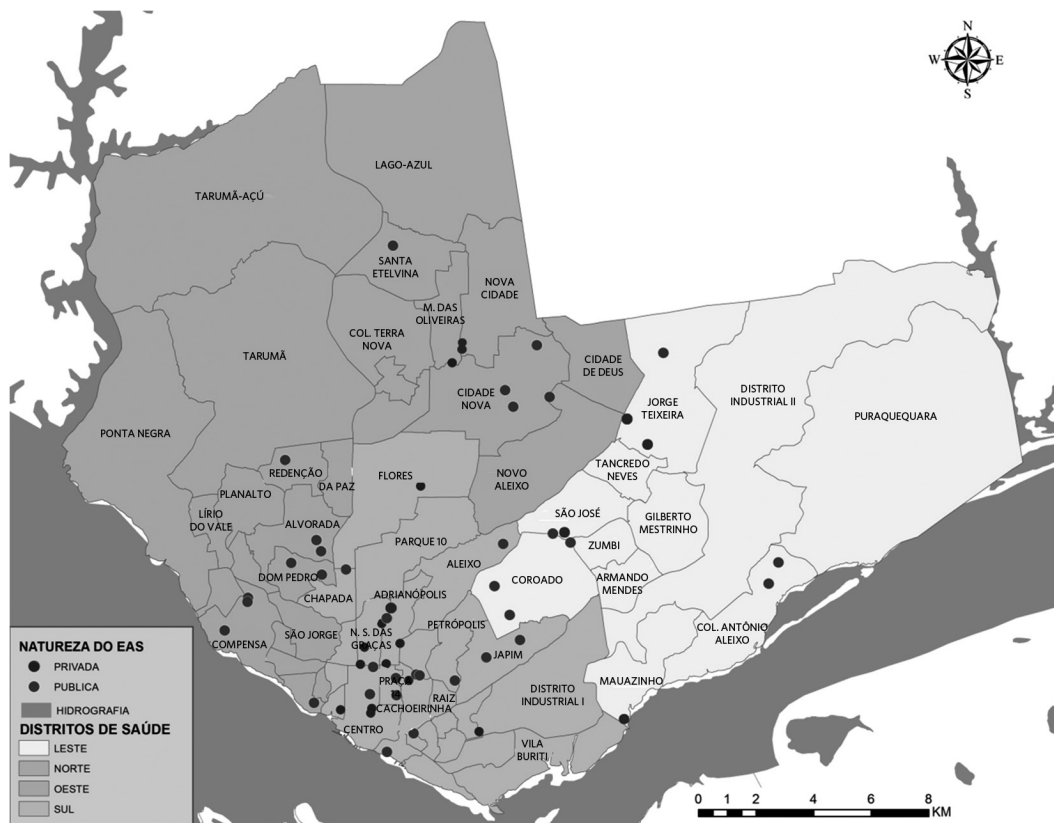 N
W E
S
LAGO-AZUL
TARUMÃ-AÇÚ
SANTA
ETELVINA
NOVA
CIDADE
M. DAS
OLIVEIRAS
COL. TERRA
NOVA
TARUMÃ
CIDADE
DE DEUS
CIDADE
NOVA
JORGE
TEIXEIRA
DISTRITO
INDUSTRIAL II
PURAQUEQUARA
PONTA NEGRA
REDENÇÃO
DA PAZ
FLORES
NOVO
ALEIXO
TANCREDO
NEVES
PLANALTO
LÍRIO
DO VALE
ALVORADA
SÃO JOSÉ
GILBERTO
MESTRINHO
PARQUE 10
ZUMBI
ALEIXO
DOM PEDRO
COROADO
ARMANDO
MENDES
CHAPADA
ADRIANÓPOLIS
SÃO JORGE
N. S. DAS
GRAÇAS
PETRÓPOLIS
COMPENSA
COL. ANTÔNIO
ALEIXO
JAPIM
MAUAZINHO
PRAÇA
14
RAIZ
DISTRITO
INDUSTRIAL I
CACHOEIRINHA
CENTRO
VILA
BURITI
NATUREZA DO EAS
PRIVADA
PUBLICA
HIDROGRAFIA
DISTRITOS DE SAÚDE
LESTE
NORTE
OESTE
SUL
0 1 2 4 6 8
KM